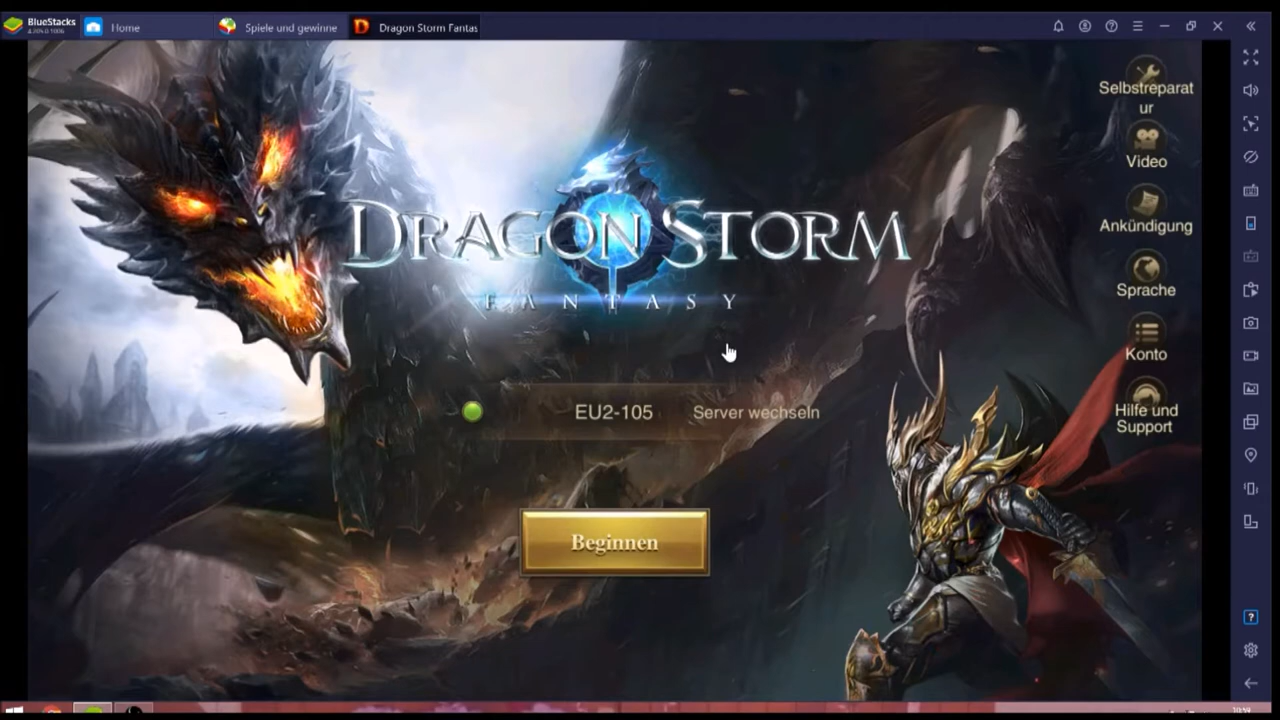 BlueStacks
Home
Spiele und gewinne
Dragon Storm Fantas
Selbstreparat
ur
Video
Ankündigung
Sprache
Konto
Hilfe und
Support
DRAGON STORM
FANTASY
EU2-105 Server wechseln
Beginnen